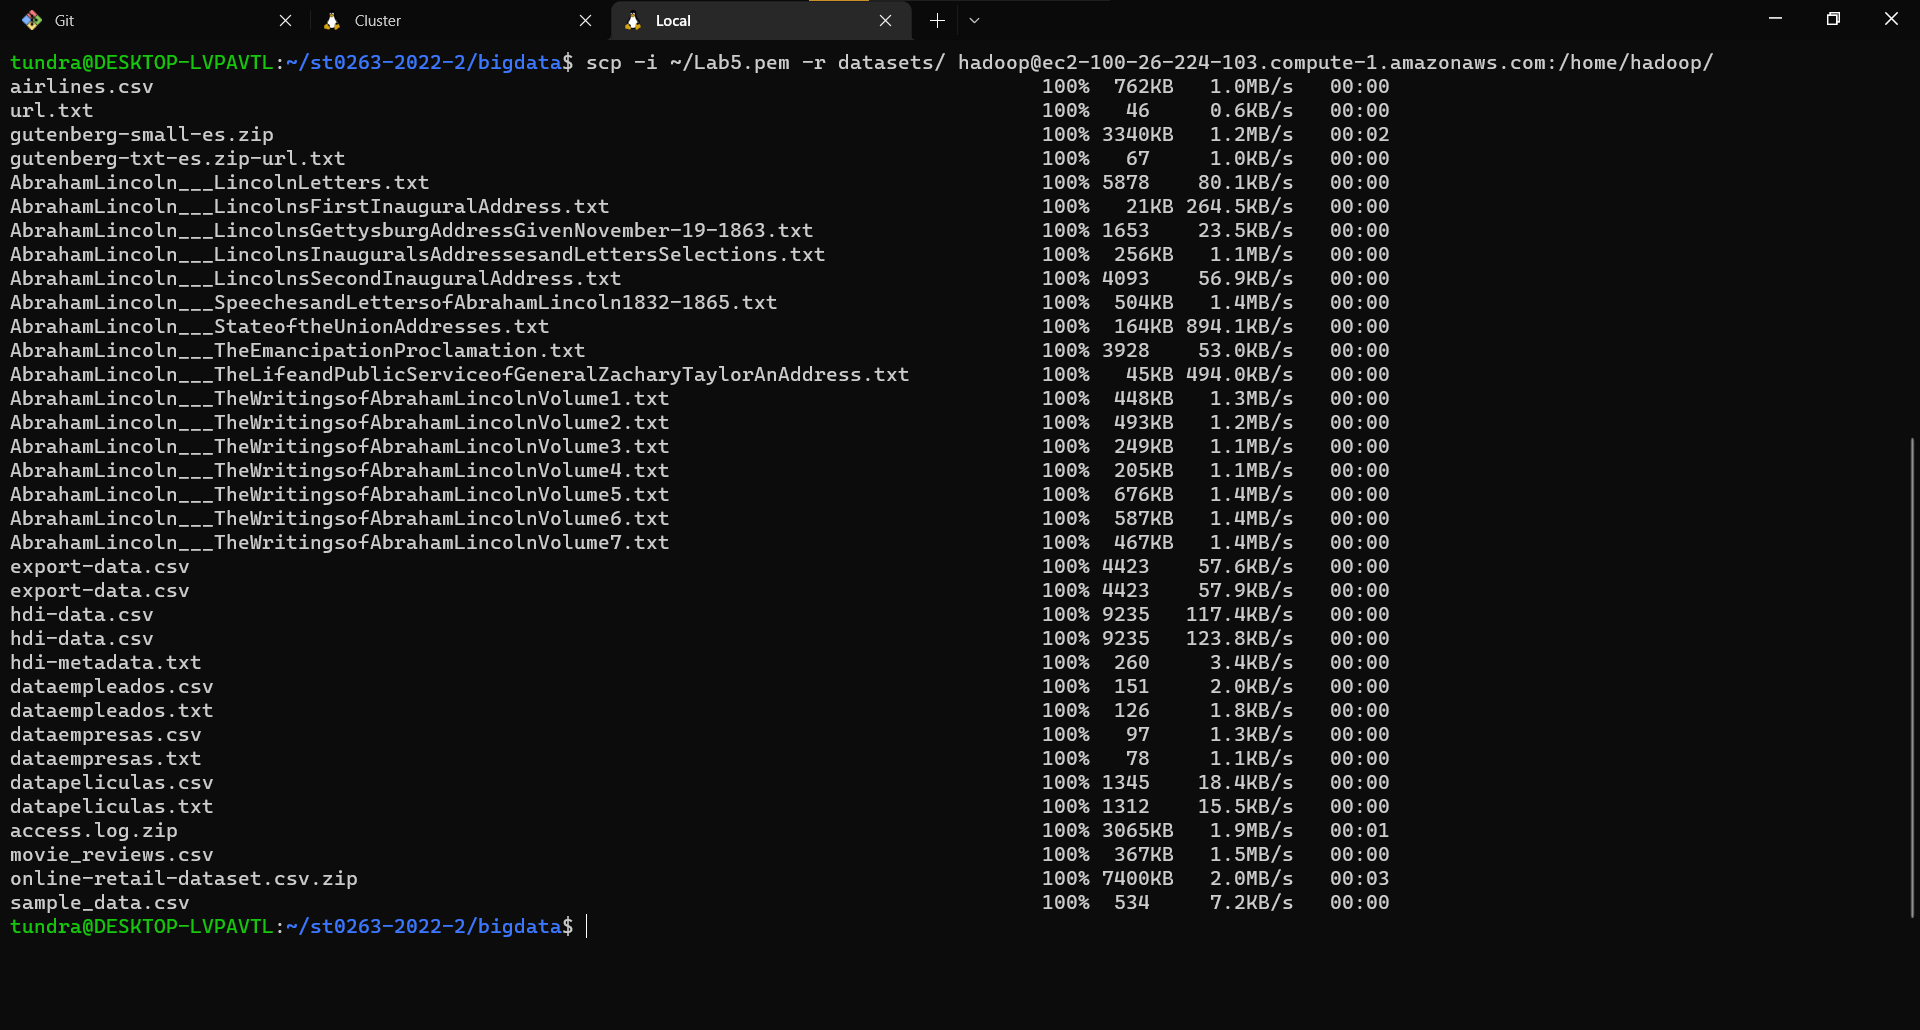 Git Cluster Local
tundra@DESKTOP-LVPAVTL:~/st0263-2022-2/bigdata$ scp -i ~/Lab5.pem -r datasets/ hadoop@ec2-100-26-224-103.compute-1.amazonaws.com:/home/hadoop/
airlines.csv 100% 762KB 1.0MB/s 00:00
url.txt 100% 46 0.6KB/s 00:00
gutenberg-small-es.zip 100% 3340KB 1.2MB/s 00:02
gutenberg-txt-es.zip-url.txt 100% 67 1.0KB/s 00:00
AbrahamLincoln___LincolnLetters.txt 100% 5878 80.1KB/s 00:00
AbrahamLincoln___LincolnsFirstInauguralAddress.txt 100% 21KB 264.5KB/s 00:00
AbrahamLincoln___LincolnsGettysburgAddressGivenNovember-19-1863.txt 100% 1653 23.5KB/s 00:00
AbrahamLincoln___LincolnsInauguralsAddressesandLettersSelections.txt 100% 256KB 1.1MB/s 00:00
AbrahamLincoln___LincolnsSecondInauguralAddress.txt 100% 4093 56.9KB/s 00:00
AbrahamLincoln___SpeechesandLettersofAbrahamLincoln1832-1865.txt 100% 504KB 1.4MB/s 00:00
AbrahamLincoln___StateoftheUnionAddresses.txt 100% 164KB 894.1KB/s 00:00
AbrahamLincoln___TheEmancipationProclamation.txt 100% 3928 53.0KB/s 00:00
AbrahamLincoln___TheLifeandPublicServiceofGeneralZacharyTaylorAnAddress.txt 100% 45KB 494.0KB/s 00:00
AbrahamLincoln___TheWritingsofAbrahamLincolnVolume1.txt 100% 448KB 1.3MB/s 00:00
AbrahamLincoln___TheWritingsofAbrahamLincolnVolume2.txt 100% 493KB 1.2MB/s 00:00
AbrahamLincoln___TheWritingsofAbrahamLincolnVolume3.txt 100% 249KB 1.1MB/s 00:00
AbrahamLincoln___TheWritingsofAbrahamLincolnVolume4.txt 100% 205KB 1.1MB/s 00:00
AbrahamLincoln___TheWritingsofAbrahamLincolnVolume5.txt 100% 676KB 1.4MB/s 00:00
AbrahamLincoln___TheWritingsofAbrahamLincolnVolume6.txt 100% 587KB 1.4MB/s 00:00
AbrahamLincoln___TheWritingsofAbrahamLincolnVolume7.txt 100% 467KB 1.4MB/s 00:00
export-data.csv 100% 4423 57.6KB/s 00:00
export-data.csv 100% 4423 57.9KB/s 00:00
hdi-data.csv 100% 9235 117.4KB/s 00:00
hdi-data.csv 100% 9235 123.8KB/s 00:00
hdi-metadata.txt 100% 260 3.4KB/s 00:00
dataempleados.csv 100% 151 2.0KB/s 00:00
dataempleados.txt 100% 126 1.8KB/s 00:00
dataempresas.csv 100% 97 1.3KB/s 00:00
dataempresas.txt 100% 78 1.1KB/s 00:00
datapeliculas.csv 100% 1345 18.4KB/s 00:00
datapeliculas.txt 100% 1312 15.5KB/s 00:00
access.log.zip 100% 3065KB 1.9MB/s 00:01
movie_reviews.csv 100% 367KB 1.5MB/s 00:00
online-retail-dataset.csv.zip 100% 7400KB 2.0MB/s 00:03
sample_data.csv 100% 534 7.2KB/s 00:00
tundra@DESKTOP-LVPAVTL:~/st0263-2022-2/bigdata$